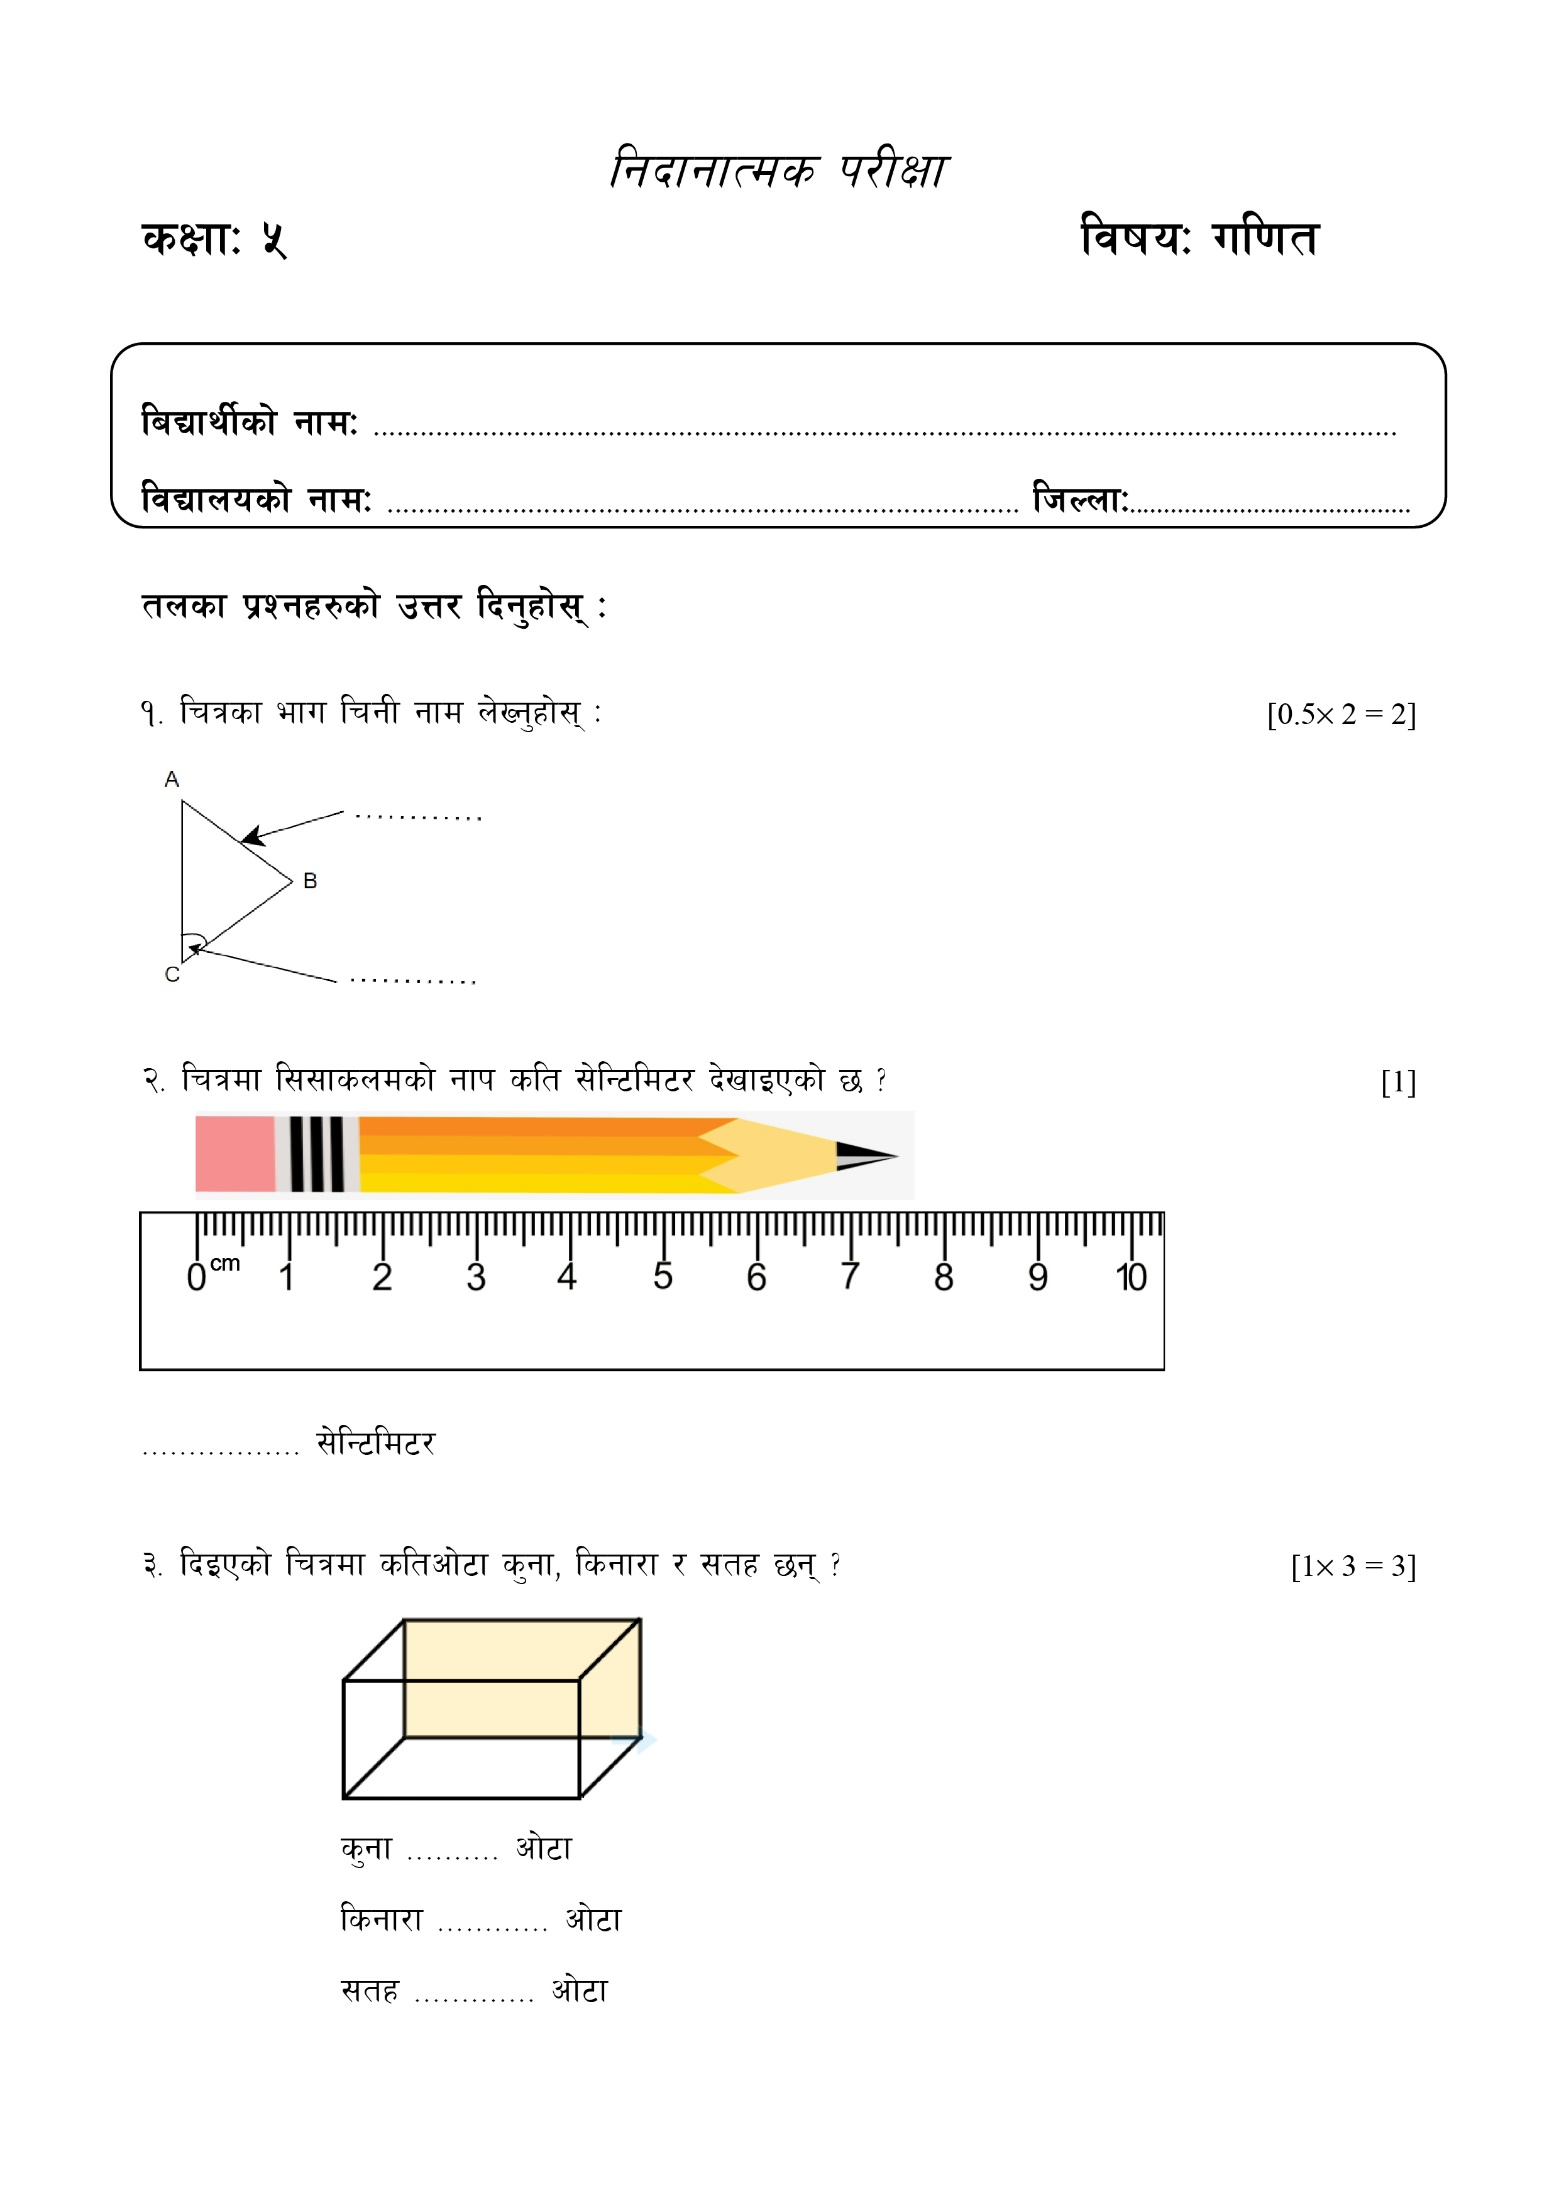 निदानात्मक परीक्षा
कक्षाः ५ विषयः गणित
बिद्यार्थीको नामः ....................................................................................................................................
विद्यालयको नामः ................................................................................. जिल्लाः...................................................
तलका प्रश्नहरुको उत्तर दिनुहोस् :
१. चित्रका भाग चिनी नाम लेख्नुहोस् : [0.5× 2 = 2]
A
............
B
C
............
२. चित्रमा सिसाकलमको नाप कति सेन्टिमिटर देखाइएको छ ? [1]
0 cm 1 2 3 4 5 6 7 8 9 10
................. सेन्टिमिटर
३. दिइएको चित्रमा कतिओटा कुना, किनारा र सतह छन् ? [1× 3 = 3]
कुना .......... ओटा
किनारा ............ ओटा
सतह ............. ओटा